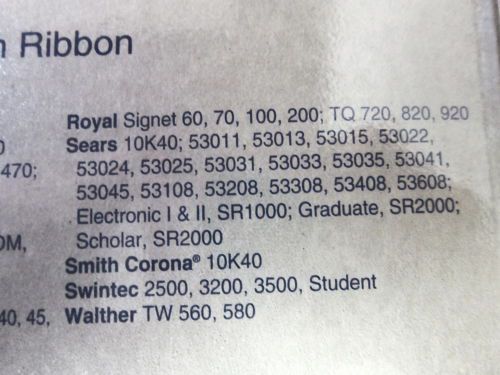 n Ribbon
Royal Signet 60, 70, 100, 200; TQ 720, 820, 920
0 Sears 10K40; 53011, 53013, 53015, 53022,
470; 53024, 53025, 53031, 53033, 53035, 53041,
53045, 53108, 53208, 53308, 53408, 53608;
Electronic I & II, SR1000; Graduate, SR2000;
OM, Scholar, SR2000
Smith Corona® 10K40
Swintec 2500, 3200, 3500, Student
40, 45, Walther TW 560, 580